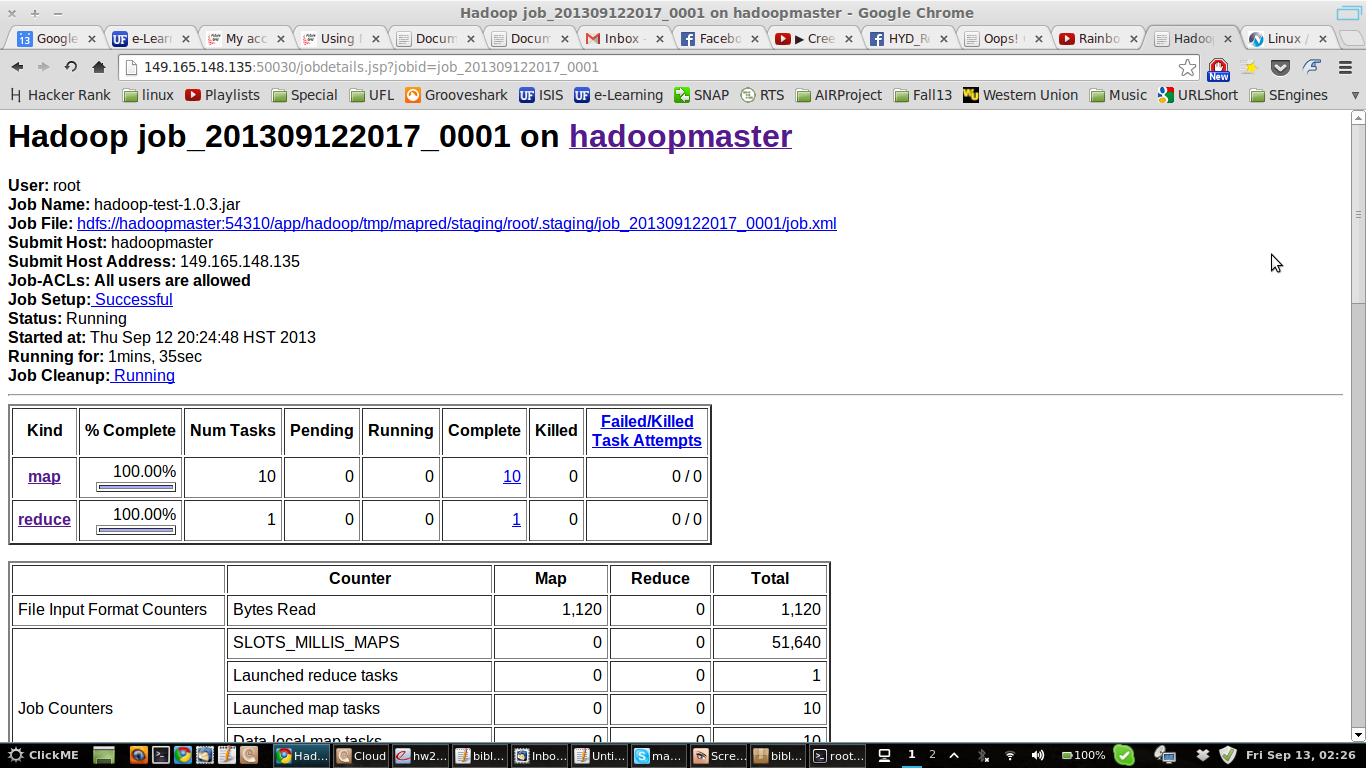 Hadoop job_201309122017_0001 on hadoopmaster - Google Chrome
Google e-Lear My acc Using Docum Docum Inbox - Facebo ▶ Cree HYD_R Oops! Rainbo Hadoo Linux /
149.165.148.135:50030/jobdetails.jsp?jobid=job_201309122017_0001
New
Hacker Rank linux Playlists Special UFL Grooveshark ISIS e-Learning SNAP RTS AIRProject Fall13 Western Union Music URLShort SEngines
Hadoop job_201309122017_0001 on hadoopmaster
User: root
Job Name: hadoop-test-1.0.3.jar
Job File: hdfs://hadoopmaster:54310/app/hadoop/tmp/mapred/staging/root/.staging/job_201309122017_0001/job.xml
Submit Host: hadoopmaster
Submit Host Address: 149.165.148.135
Job-ACLs: All users are allowed
Job Setup: Successful
Status: Running
Started at: Thu Sep 12 20:24:48 HST 2013
Running for: 1mins, 35sec
Job Cleanup: Running
Kind % Complete Num Tasks Pending Running Complete Killed Failed/Killed
Task Attempts
map 100.00% 10 0 0 10 0 0 / 0
reduce 100.00% 1 0 0 1 0 0 / 0
Counter Map Reduce Total
File Input Format Counters Bytes Read 1,120 0 1,120
SLOTS_MILLIS_MAPS 0 0 51,640
Launched reduce tasks 0 0 1
Job Counters Launched map tasks 0 0 10
Data-local map tasks 0 0 10
ClickME Had... Cloud hw2... bibl... Inbo... Unti... ma... Scre... bibl... root... 1 2 100% Fri Sep 13, 02:26